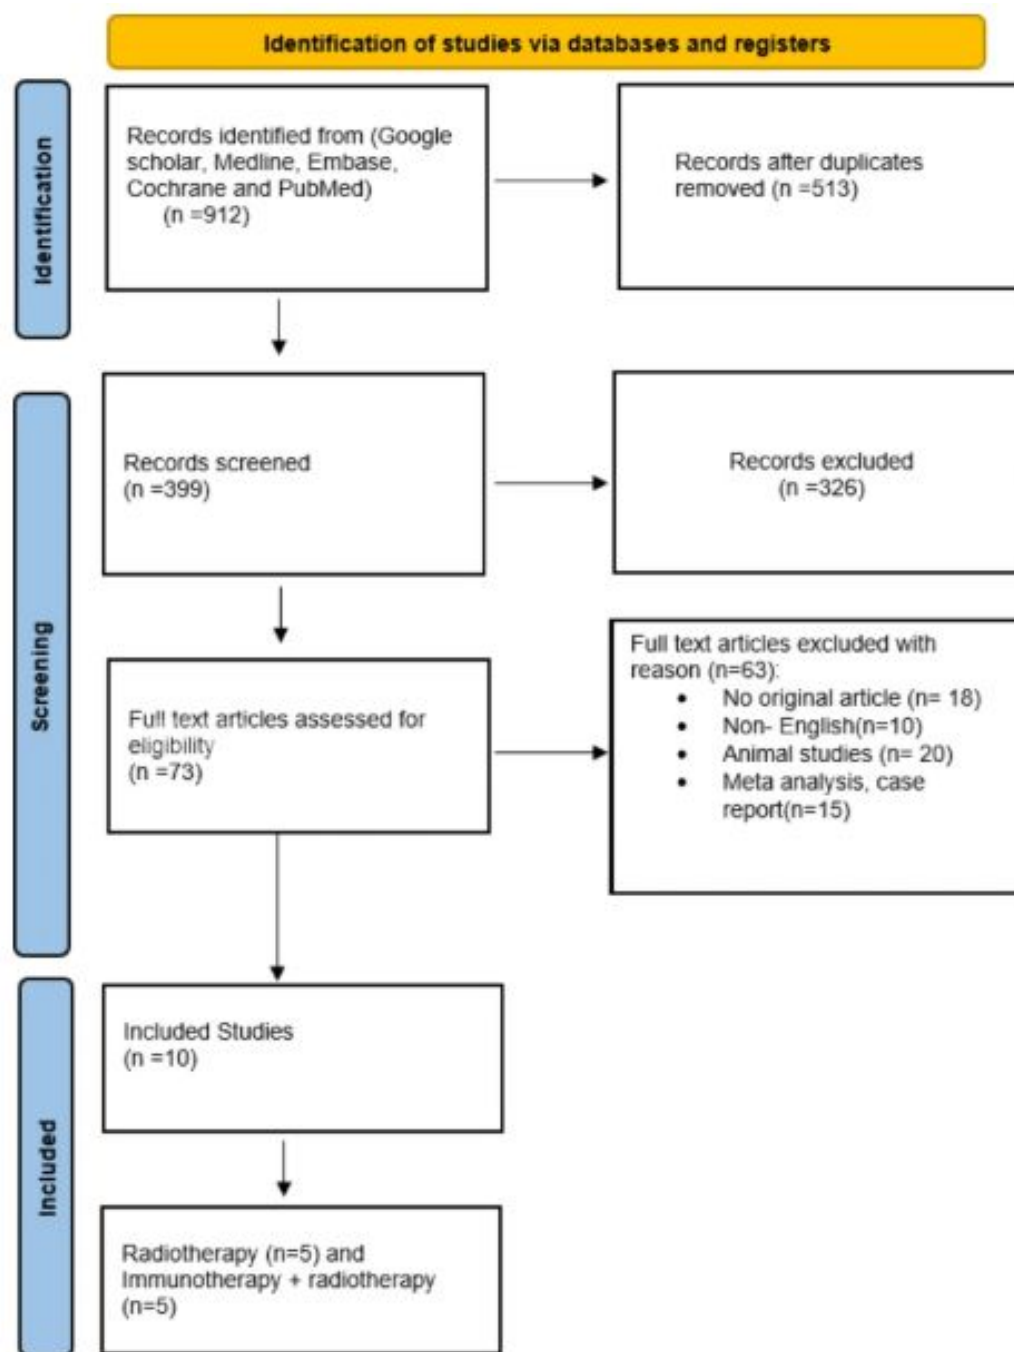 Identification of studies via databases and registers
Identification
Records identified from (Google
scholar, Medline, Embase,
Cochrane and PubMed)
(n =912)
Records after duplicates
removed (n =513)
Screening
Records screened
(n =399)
Records excluded
(n =326)
Full text articles assessed for
eligibility
(n =73)
Full text articles excluded with
reason (n=63):
• No original article (n= 18)
• Non- English(n=10)
• Animal studies (n= 20)
• Meta analysis, case
report(n=15)
Included
Included Studies
(n =10)
Radiotherapy (n=5) and
Immunotherapy + radiotherapy
(n=5)